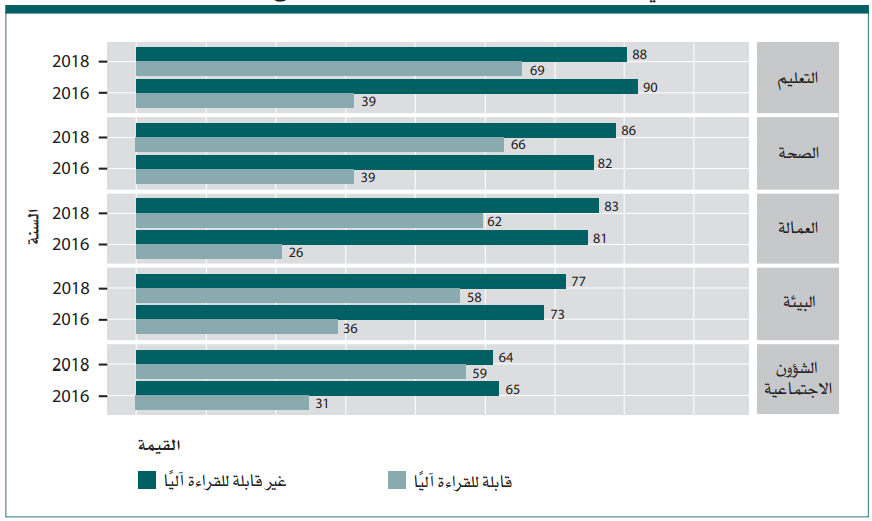 2018 88 التعليم
69
2016 90
39
2018 86 الصحة
66
2016 82
39
السنة
2018 83 العمالة
62
2016 81
26
2018 77 البيئة
58
2016 73
36
2018 64 الشؤون
59 الاجتماعية
2016 65
31
القيمة
غير قابلة للقراءة آليًا
قابلة للقراءة آليًا